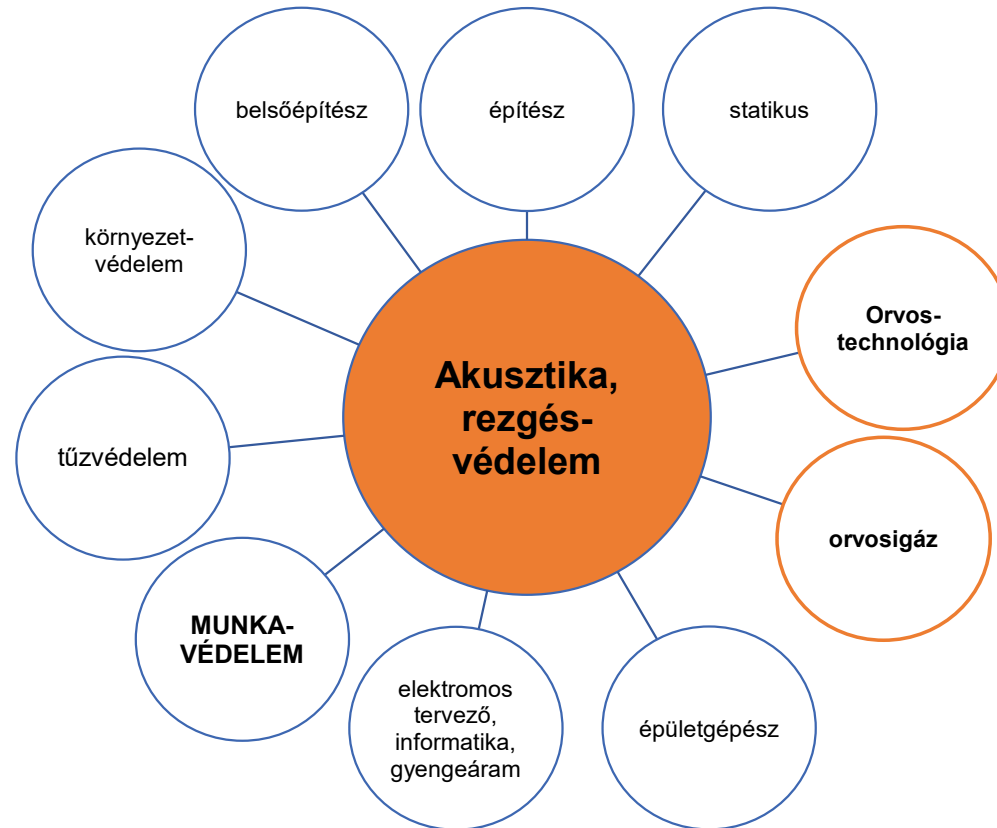 belsőépítész
építész
statikus
környezet-
védelem
Orvos-
technológia
Akusztika,
rezgés-
védelem
tűzvédelem
orvosigáz
MUNKA-
VÉDELEM
elektromos
tervező,
informatika,
gyengeáram
épületgépész